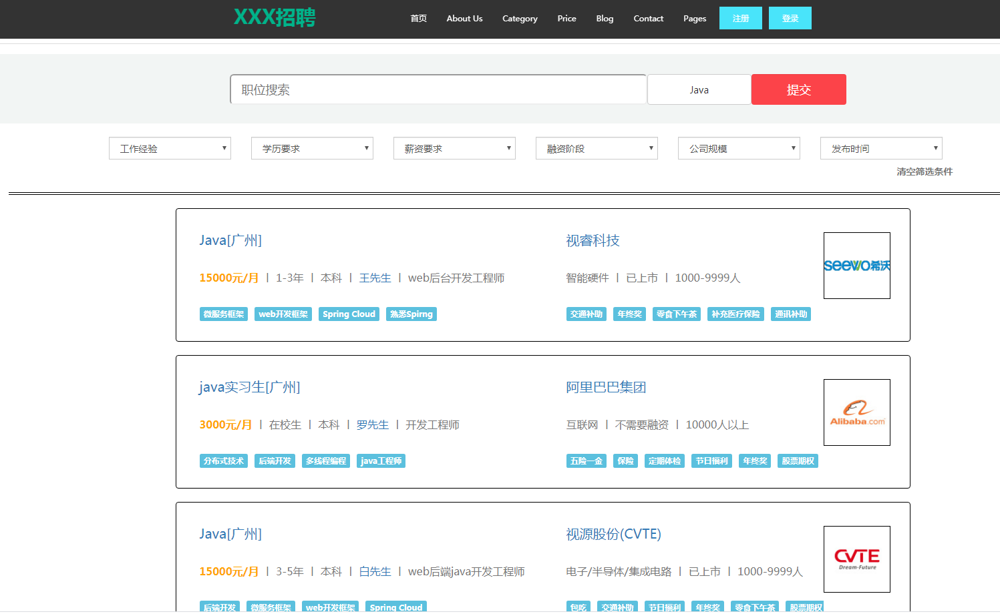 XXX招聘 首页 About Us Category Price Blog Contact Pages 注册 登录
职位搜索 Java 提交
工作经验 学历要求 薪资要求 融资阶段 公司规模 发布时间
清空筛选条件
Java[广州] 视睿科技
15000元/月 | 1-3年 | 本科 | 王先生 | web后台开发工程师 智能硬件 | 已上市 | 1000-9999人
seewo希沃
微服务框架 web开发框架 Spring Cloud 熟悉Spirng 交通补助 年终奖 零食下午茶 补充医疗保险 通讯补助
java实习生[广州] 阿里巴巴集团
3000元/月 | 在校生 | 本科 | 罗先生 | 开发工程师 互联网 | 不需要融资 | 10000人以上
Alibaba.com
分布式技术 后端开发 多线程编程 java工程师 五险一金 保险 定期体检 节日福利 年终奖 股票期权
Java[广州] 视源股份(CVTE)
CVTE
Dream·Future
15000元/月 | 3-5年 | 本科 | 白先生 | web后端java开发工程师 电子/半导体/集成电路 | 已上市 | 1000-9999人
后端开发 微服务框架 web开发框架 Spring Cloud 包吃 交通补助 节日福利 年终奖 零食下午茶 股票期权